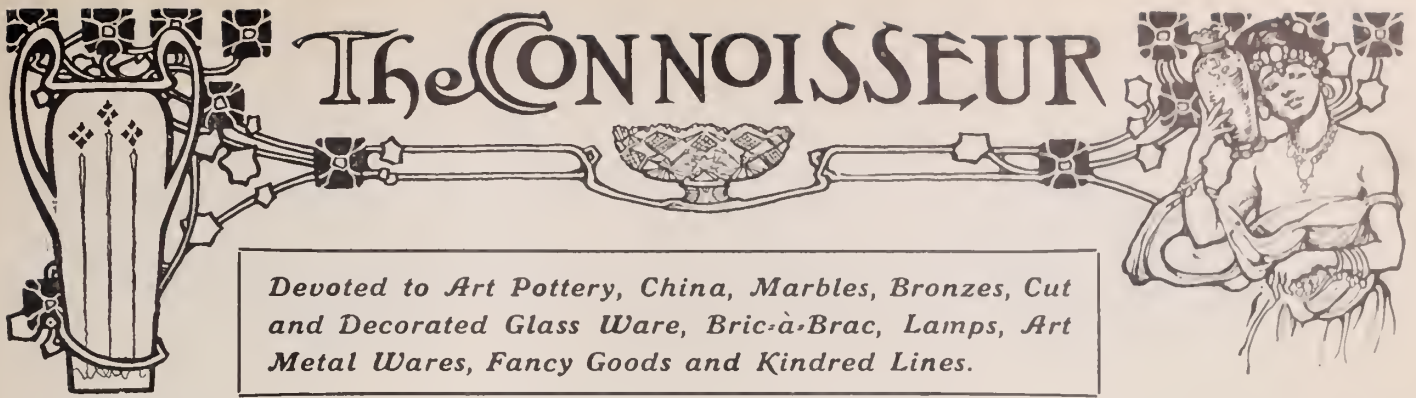 The CONNOISSEUR
Devoted to Art Pottery, China, Marbles, Bronzes, Cut
and Decorated Glass Ware, Bric-à-Brac, Lamps, Art
Metal Wares, Fancy Goods and Kindred Lines.